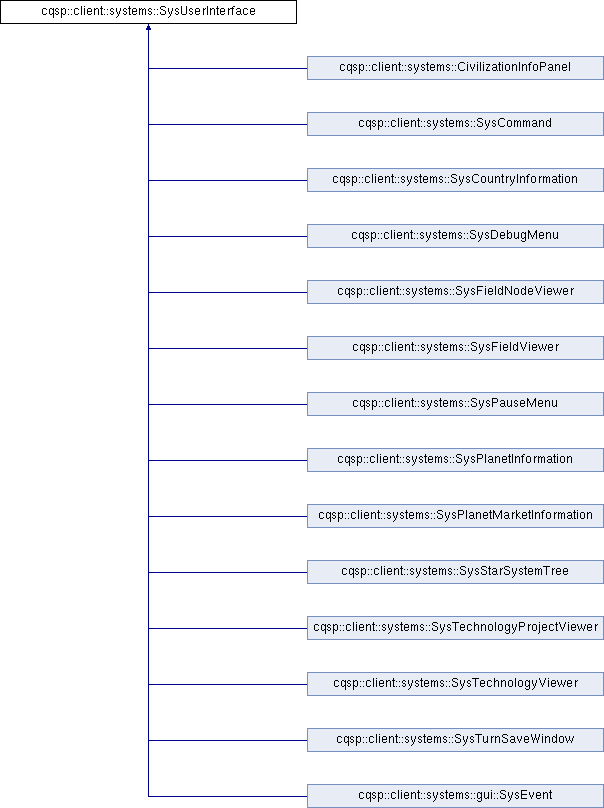 cqsp::client::systems::SysUserInterface
cqsp::client::systems::CivilizationInfoPanel
cqsp::client::systems::SysCommand
cqsp::client::systems::SysCountryInformation
cqsp::client::systems::SysDebugMenu
cqsp::client::systems::SysFieldNodeViewer
cqsp::client::systems::SysFieldViewer
cqsp::client::systems::SysPauseMenu
cqsp::client::systems::SysPlanetInformation
cqsp::client::systems::SysPlanetMarketInformation
cqsp::client::systems::SysStarSystemTree
cqsp::client::systems::SysTechnologyProjectViewer
cqsp::client::systems::SysTechnologyViewer
cqsp::client::systems::SysTurnSaveWindow
cqsp::client::systems::gui::SysEvent